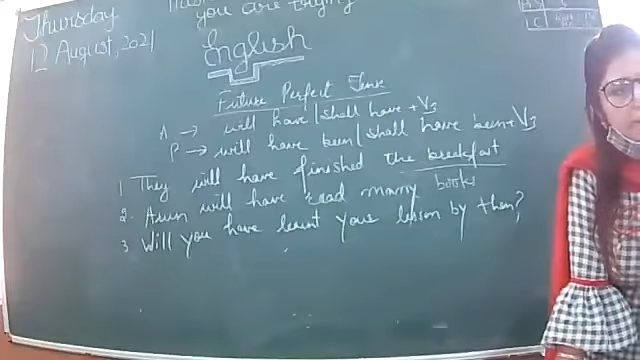 Thursday
12 August, 2021
you are trying
English
Future Perfect Tense
A → will have / shall have + V3
P → will have been / shall have been + V3
1 They will have finished the breakfast
2. Arun will have read many books
3 Will you have learnt your lesson by then?